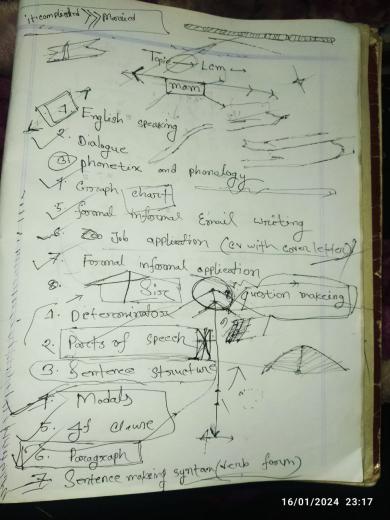 it complicated >> Married
Topic → Lcm →
mam
1. English speaking
2. Dialogue
3. phonetix and phonology
4. Graph chart
5. formal informal Email writing
6. Job application (cv with cover letter)
7. Formal informal application
8. Six question makeing
1. Determinator
2. Parts of speech
3. Sentence structure
4. Modals
5. If clause
6. Paragraph
7. Sentence making syntax (verb form)
16/01/2024 23:17